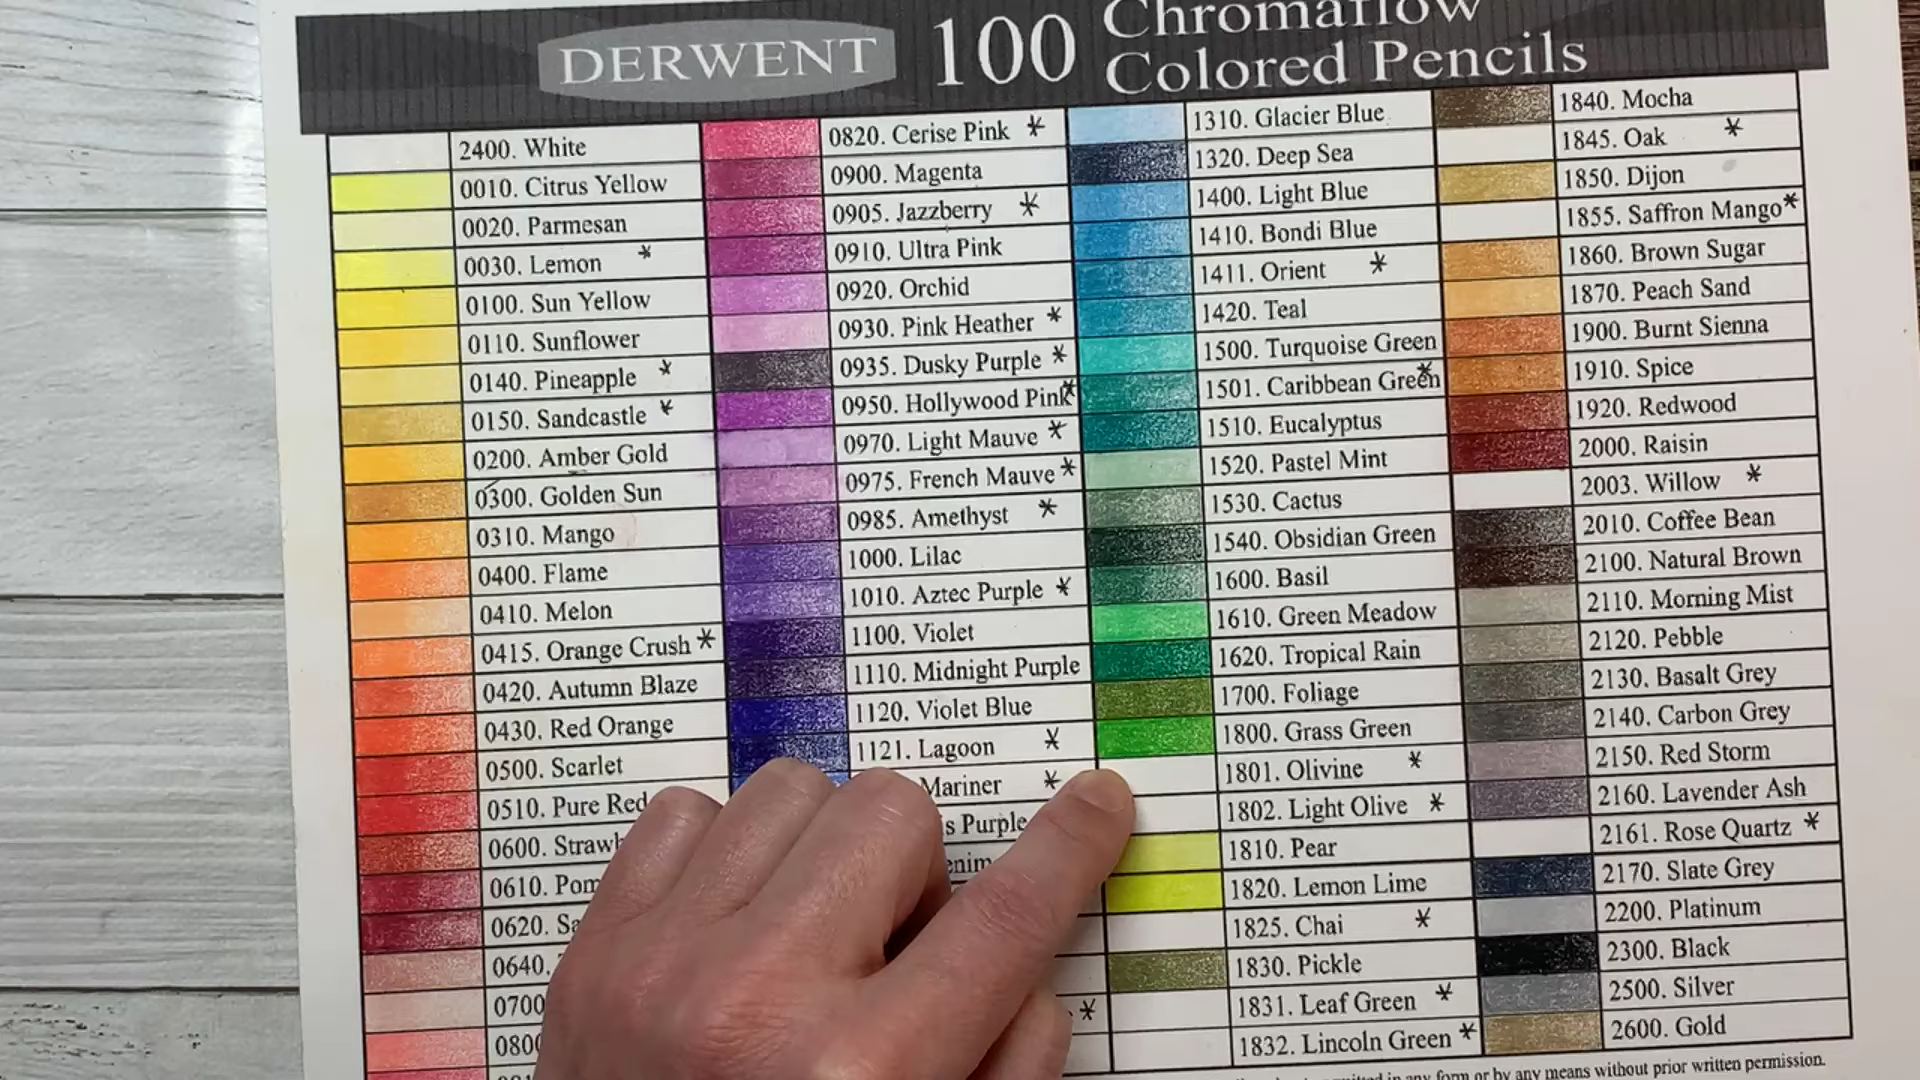 DERWENT 100 Chromaflow
Colored Pencils
2400. White
0010. Citrus Yellow
0020. Parmesan
0030. Lemon *
0100. Sun Yellow
0110. Sunflower
0140. Pineapple *
0150. Sandcastle *
0200. Amber Gold
0300. Golden Sun
0310. Mango
0400. Flame
0410. Melon
0415. Orange Crush *
0420. Autumn Blaze
0430. Red Orange
0500. Scarlet
0510. Pure Red
0600.
0610.
0620.
0640.
0700
0820. Cerise Pink *
0900. Magenta
0905. Jazzberry *
0910. Ultra Pink
0920. Orchid
0930. Pink Heather *
0935. Dusky Purple *
0950. Hollywood Pink *
0970. Light Mauve *
0975. French Mauve *
0985. Amethyst *
1000. Lilac
1010. Aztec Purple *
1100. Violet
1110. Midnight Purple
1120. Violet Blue
1121. Lagoon *
Mariner *
Purple
*
1310. Glacier Blue
1320. Deep Sea
1400. Light Blue
1410. Bondi Blue
1411. Orient *
1420. Teal
1500. Turquoise Green
1501. Caribbean Green *
1510. Eucalyptus
1520. Pastel Mint
1530. Cactus
1540. Obsidian Green
1600. Basil
1610. Green Meadow
1620. Tropical Rain
1700. Foliage
1800. Grass Green
1801. Olivine *
1802. Light Olive *
1810. Pear
1820. Lemon Lime
1825. Chai *
1830. Pickle
1831. Leaf Green *
1832. Lincoln Green *
1840. Mocha
1845. Oak *
1850. Dijon
1855. Saffron Mango *
1860. Brown Sugar
1870. Peach Sand
1900. Burnt Sienna
1910. Spice
1920. Redwood
2000. Raisin
2003. Willow *
2010. Coffee Bean
2100. Natural Brown
2110. Morning Mist
2120. Pebble
2130. Basalt Grey
2140. Carbon Grey
2150. Red Storm
2160. Lavender Ash
2161. Rose Quartz *
2170. Slate Grey
2200. Platinum
2300. Black
2500. Silver
2600. Gold
in any form or by any means without prior written permission.